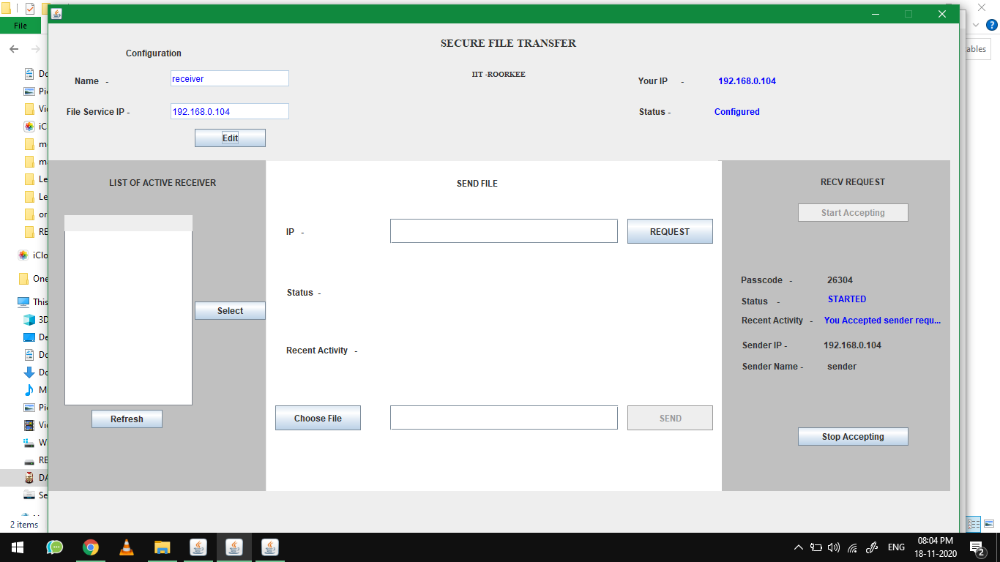 File
SECURE FILE TRANSFER
Configuration
IIT -ROORKEE
Name -
receiver
Your IP -
192.168.0.104
File Service IP -
192.168.0.104
Status -
Configured
Edit
LIST OF ACTIVE RECEIVER
SEND FILE
RECV REQUEST
Start Accepting
IP -
REQUEST
Passcode -
26304
Status -
Status -
STARTED
Select
Recent Activity -
You Accepted sender requ...
Sender IP -
192.168.0.104
Recent Activity -
Sender Name -
sender
Choose File
SEND
Refresh
Stop Accepting
ables
Do
Pi
Vi
iC
m
m
Le
Le
or
RE
iClo
One
This
3D
De
Do
Do
M
Pi
Vi
W
RE
DA
Se
2 items
ENG
08:04 PM
18-11-2020
2